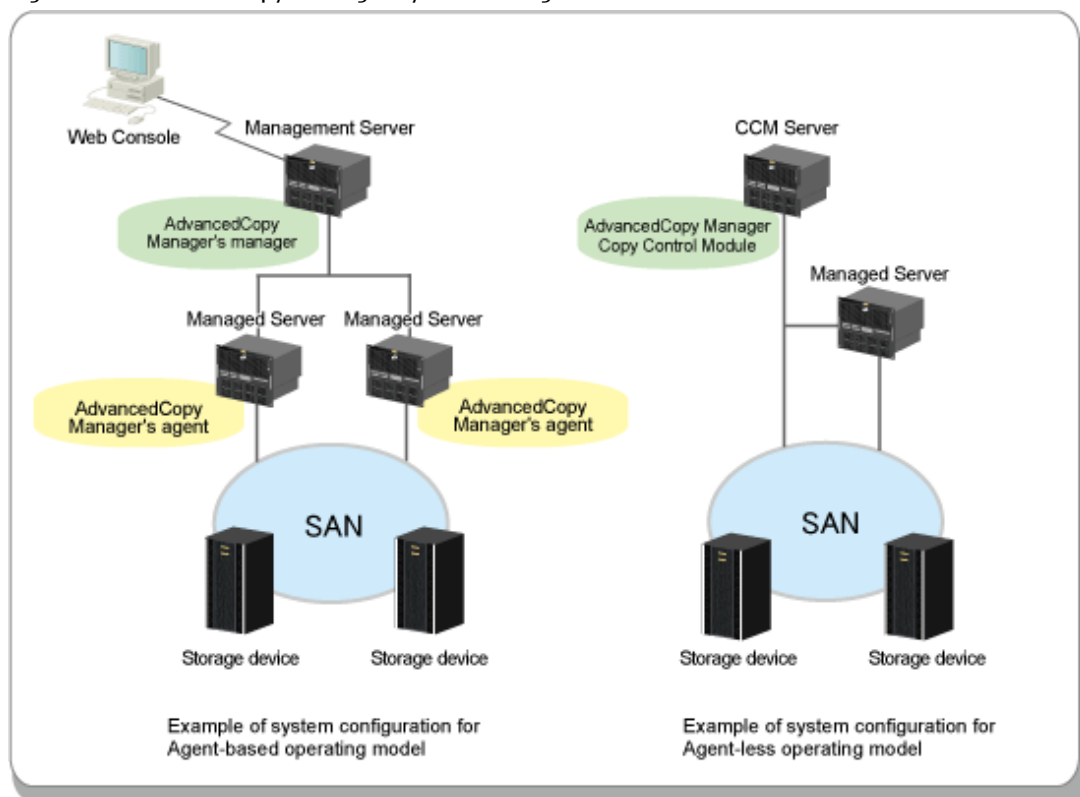 Web Console
Management Server
AdvancedCopy
Manager's manager
Managed Server
Managed Server
AdvancedCopy
Manager's agent
AdvancedCopy
Manager's agent
SAN
Storage device
Storage device
Example of system configuration for
Agent-based operating model
CCM Server
AdvancedCopy Manager
Copy Control Module
Managed Server
SAN
Storage device
Storage device
Example of system configuration for
Agent-less operating model